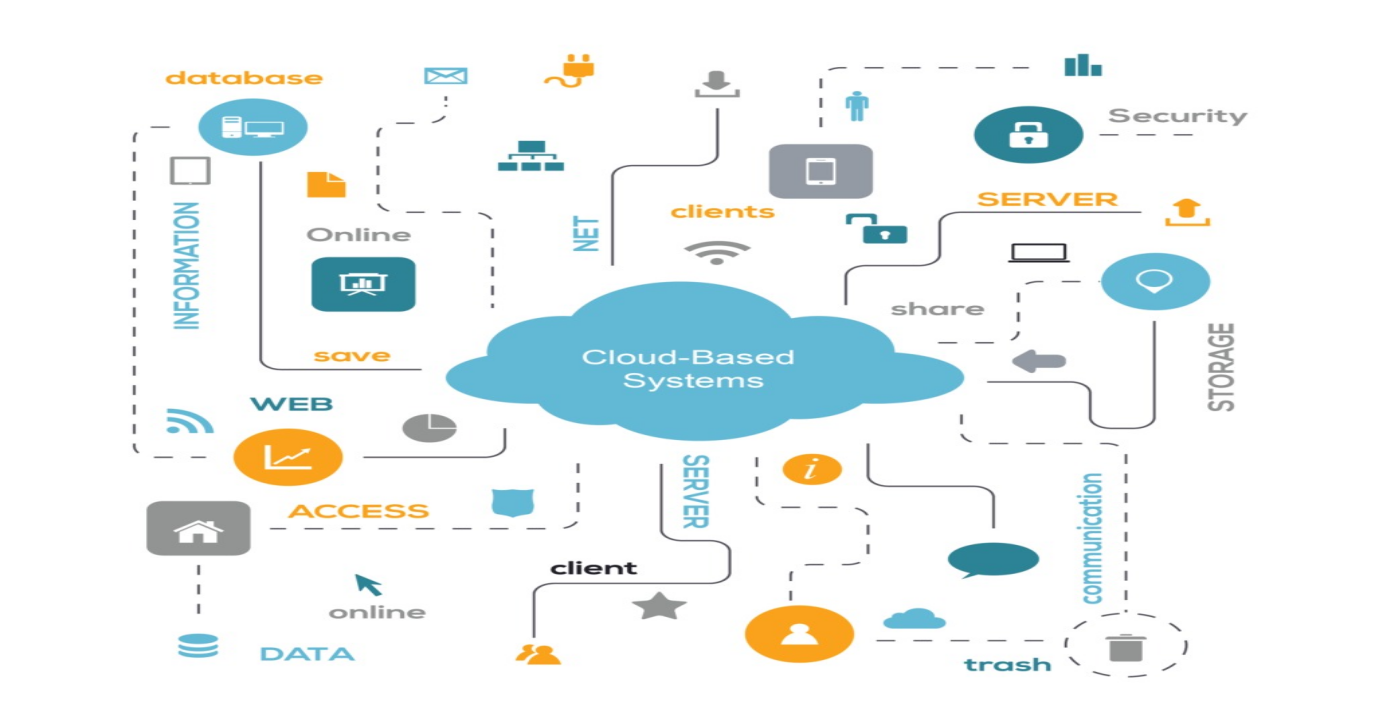 database
Security
SERVER
clients
NET
INFORMATION
Online
share
STORAGE
save
Cloud-Based
Systems
WEB
SERVER
i
communication
ACCESS
client
online
DATA
trash